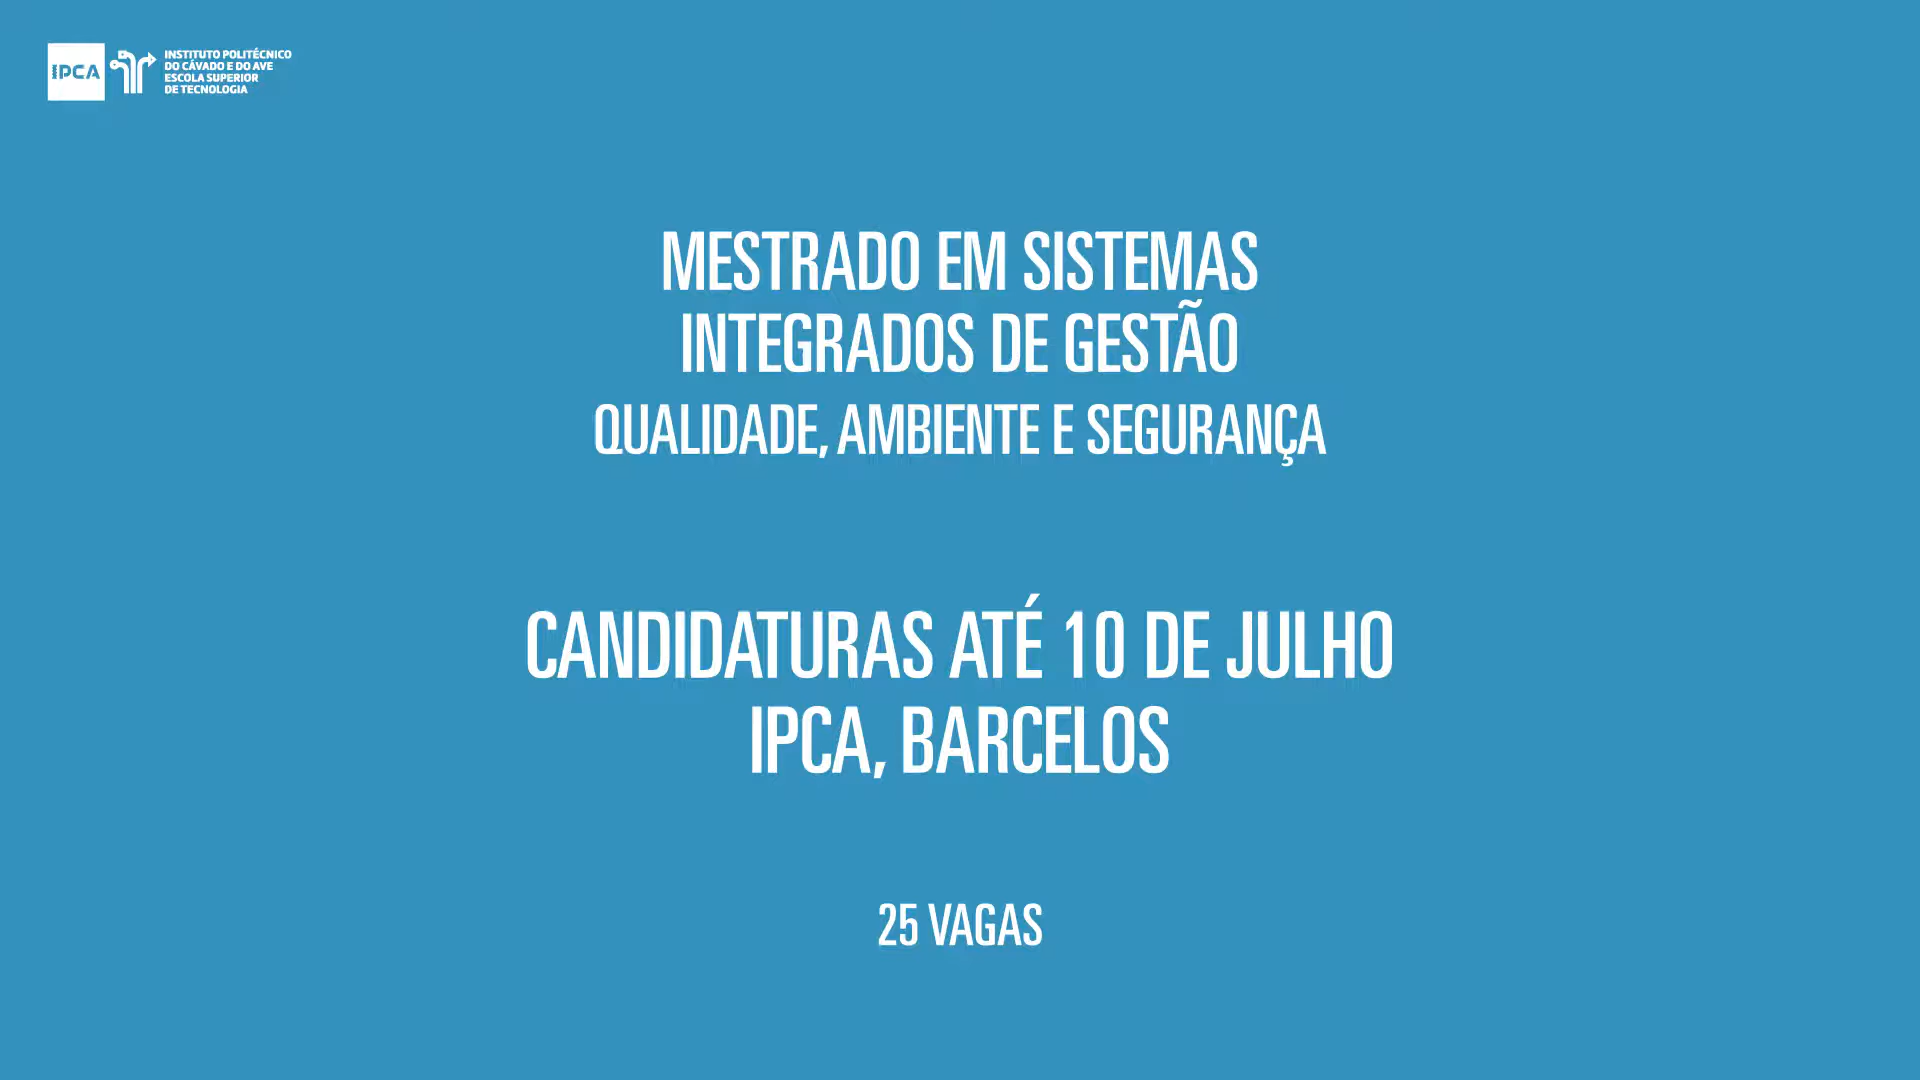 IPCA
INSTITUTO POLITÉCNICO
DO CÁVADO E DO AVE
ESCOLA SUPERIOR
DE TECNOLOGIA
MESTRADO EM SISTEMAS
INTEGRADOS DE GESTÃO
QUALIDADE, AMBIENTE E SEGURANÇA
CANDIDATURAS ATÉ 10 DE JULHO
IPCA, BARCELOS
25 VAGAS